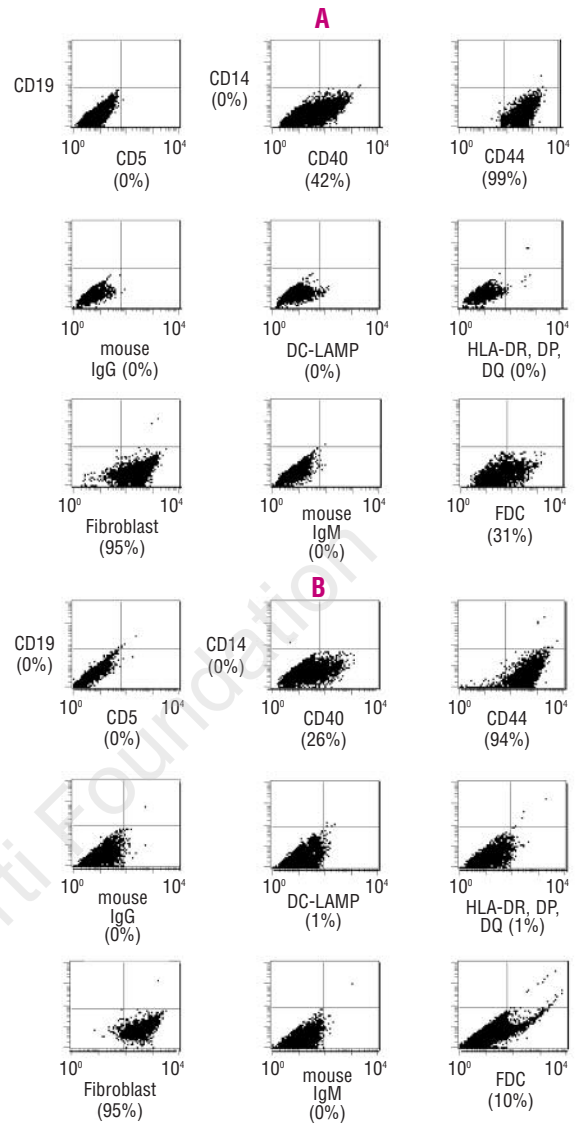 A
CD19
CD14
(0%)
10⁰ 10⁴ 10⁰ 10⁴ 10⁰ 10⁴
CD5
(0%)
CD40
(42%)
CD44
(99%)
10⁰ 10⁴ 10⁰ 10⁴ 10⁰ 10⁴
mouse
IgG (0%)
DC-LAMP
(0%)
HLA-DR, DP,
DQ (0%)
10⁰ 10⁴ 10⁰ 10⁴ 10⁰ 10⁴
Fibroblast
(95%)
mouse
IgM
(0%)
FDC
(31%)
B
CD19
(0%)
CD14
(0%)
10⁰ 10⁴ 10⁰ 10⁴ 10⁰ 10⁴
CD5
(0%)
CD40
(26%)
CD44
(94%)
10⁰ 10⁴ 10⁰ 10⁴ 10⁰ 10⁴
mouse
IgG
(0%)
DC-LAMP
(1%)
HLA-DR, DP,
DQ (1%)
10⁰ 10⁴ 10⁰ 10⁴ 10⁰ 10⁴
Fibroblast
(95%)
mouse
IgM
(0%)
FDC
(10%)
rti Foundation